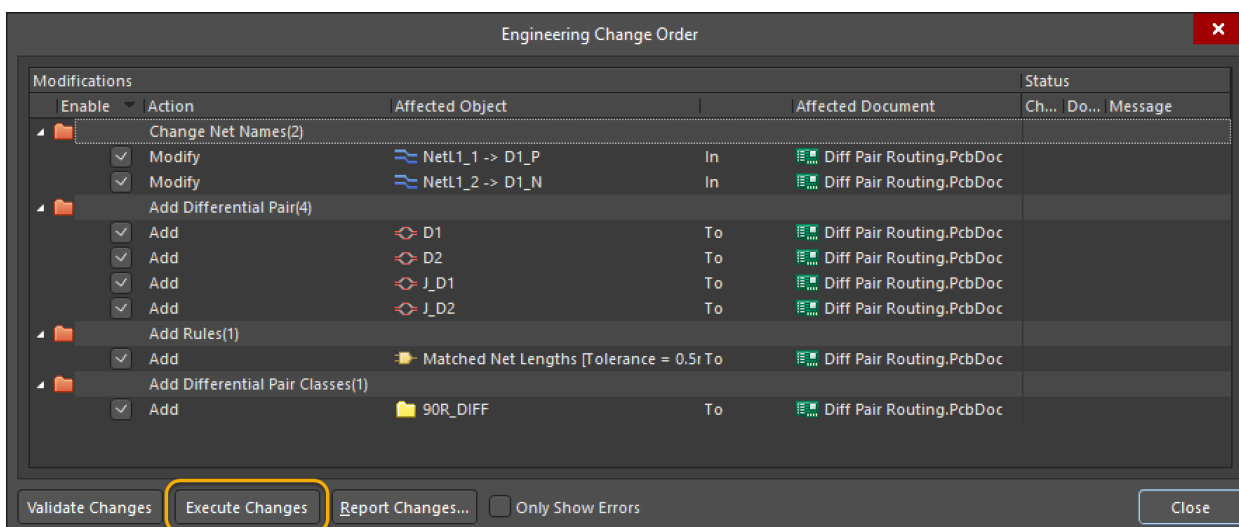 Engineering Change Order
Modifications Status
Enable Action Affected Object Affected Document Ch... Do... Message
Change Net Names(2)
Modify NetL1_1 -> D1_P In Diff Pair Routing.PcbDoc
Modify NetL1_2 -> D1_N In Diff Pair Routing.PcbDoc
Add Differential Pair(4)
Add D1 To Diff Pair Routing.PcbDoc
Add D2 To Diff Pair Routing.PcbDoc
Add J_D1 To Diff Pair Routing.PcbDoc
Add J_D2 To Diff Pair Routing.PcbDoc
Add Rules(1)
Add Matched Net Lengths [Tolerance = 0.5r To Diff Pair Routing.PcbDoc
Add Differential Pair Classes(1)
Add 90R_DIFF To Diff Pair Routing.PcbDoc
Validate Changes Execute Changes Report Changes... Only Show Errors Close